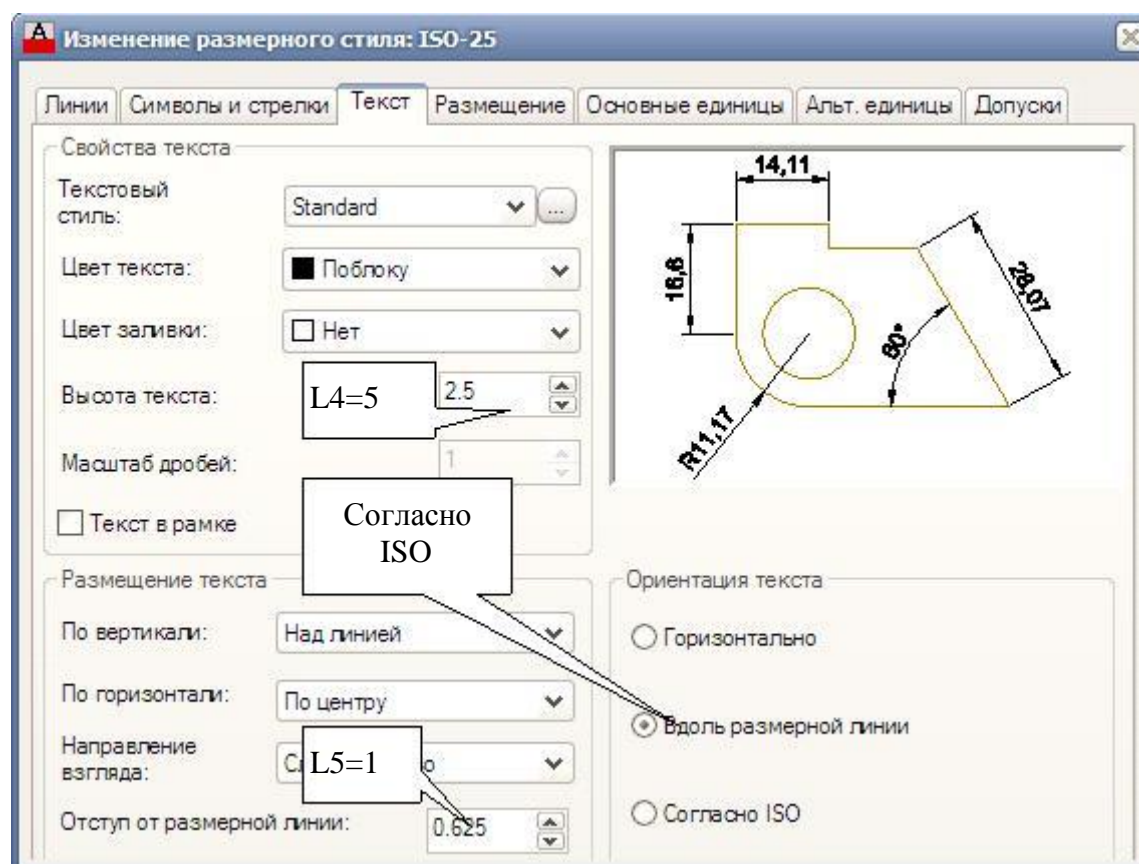 Изменение размерного стиля: ISO-25
Линии Символы и стрелки Текст Размещение Основные единицы Альт. единицы Допуски
Свойства текста
Текстовый
стиль:
Standard
...
Цвет текста:
Поблоку
Цвет заливки:
Нет
Высота текста:
L4=5
2.5
Масштаб дробей:
1
Текст в рамке
Согласно
ISO
14,11
16,6
28,07
60°
R11,17
Размещение текста
По вертикали:
Над линией
По горизонтали:
По центру
Направление
взгляда:
L5=1
Отступ от размерной линии:
0.625
Ориентация текста
Горизонтально
Вдоль размерной линии
Согласно ISO